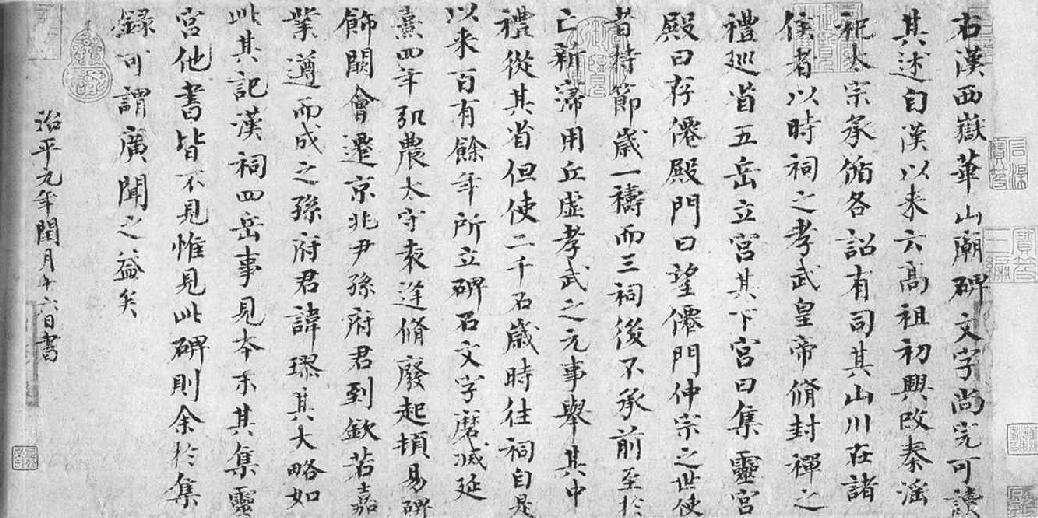 右漢西嶽華山廟碑文字尚完可讀
其述自漢以来云高祖初興改秦淫
祀太宗承循各詔有司其山川在諸
侯者以時祠之孝武皇帝脩封禪之
禮巡省五岳立宮其下宮曰集靈宮
殿曰存僊殿門曰望僊門仲宗之世使
者持節歳一禱而三祠後不承前至於
亡新寖用丘虚孝武之元事舉其中
禮從其省但使二千石歳時往祠自是
以来百有餘年所立碑石文字磨滅延
熹四年弘農太守袁逢脩廢起頓易碑
飾闕會遷京兆尹孫府君到欽若嘉
業遵而成之孫府君諱璆其大略如
此其記漢祠四岳事見本末其集靈
宮他書皆不見惟見此碑則余於集
録可謂廣聞之益矣
治平元年閏月十六日書